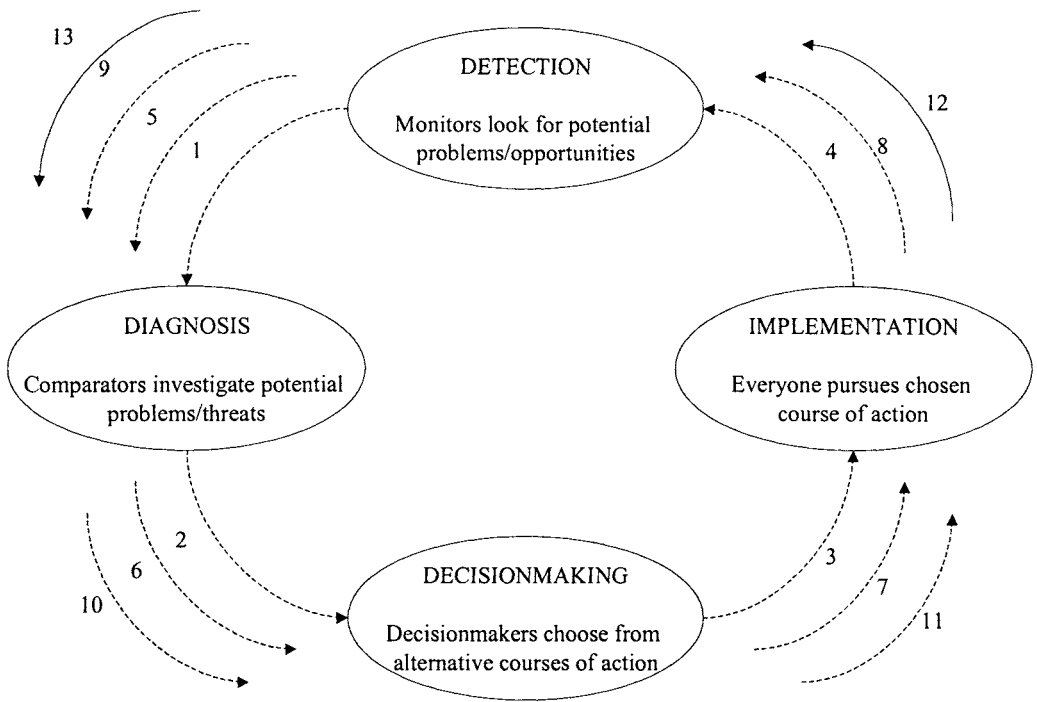 13
9
5
1
DETECTION
Monitors look for potential
problems/opportunities
12
8
4
DIAGNOSIS
Comparators investigate potential
problems/threats
IMPLEMENTATION
Everyone pursues chosen
course of action
2
6
10
DECISIONMAKING
Decisionmakers choose from
alternative courses of action
3
7
11